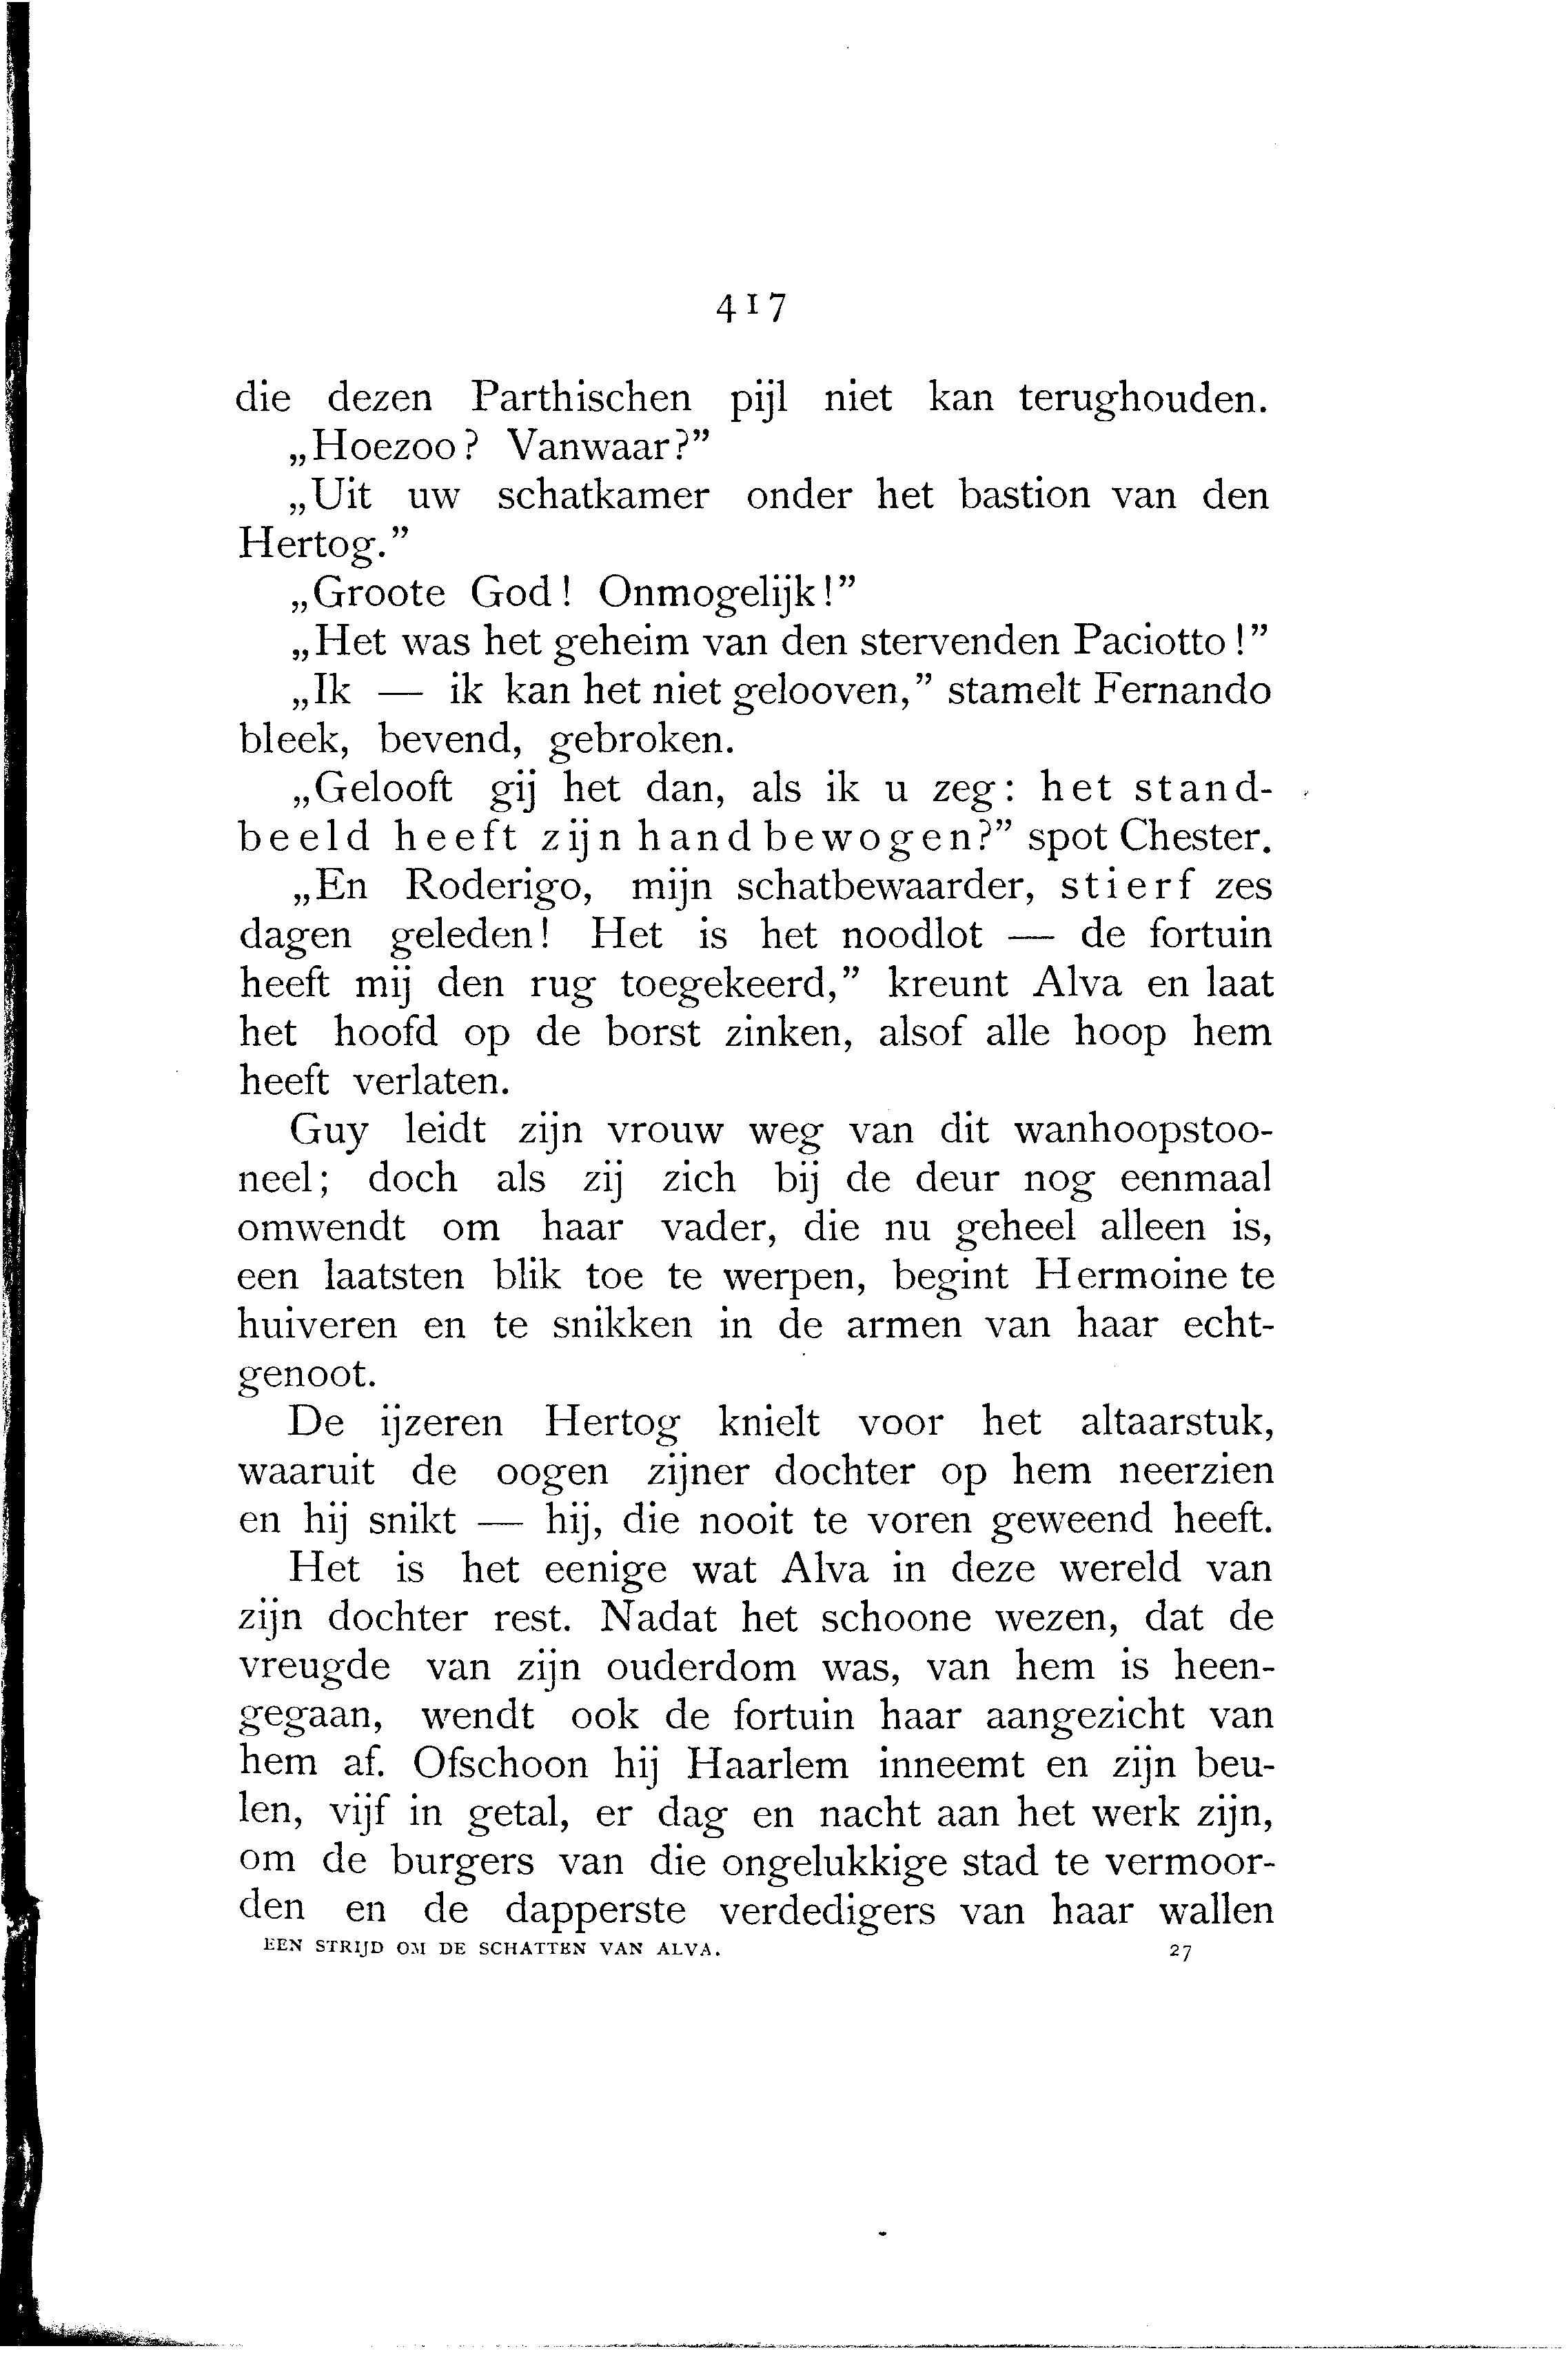 417
die dezen Parthischen pijl niet kan terughouden.
„Hoezoo? Vanwaar?”
„Uit uw schatkamer onder het bastion van den
Hertog.”
„Groote God! Onmogelijk!”
„Het was het geheim van den stervenden Paciotto!”
„Ik — ik kan het niet gelooven,” stamelt Fernando
bleek, bevend, gebroken.
„Gelooft gij het dan, als ik u zeg: het stand-
beeld heeft zijn hand bewogen?” spot Chester.
„En Roderigo, mijn schatbewaarder, stierf zes
dagen geleden! Het is het noodlot — de fortuin
heeft mij den rug toegekeerd,” kreunt Alva en laat
het hoofd op de borst zinken, alsof alle hoop hem
heeft verlaten.
Guy leidt zijn vrouw weg van dit wanhoopstoo-
neel; doch als zij zich bij de deur nog eenmaal
omwendt om haar vader, die nu geheel alleen is,
een laatsten blik toe te werpen, begint Hermoine te
huiveren en te snikken in de armen van haar echt-
genoot.
De ijzeren Hertog knielt voor het altaarstuk,
waaruit de oogen zijner dochter op hem neerzien
en hij snikt — hij, die nooit te voren geweend heeft.
Het is het eenige wat Alva in deze wereld van
zijn dochter rest. Nadat het schoone wezen, dat de
vreugde van zijn ouderdom was, van hem is heen-
gegaan, wendt ook de fortuin haar aangezicht van
hem af. Ofschoon hij Haarlem inneemt en zijn beu-
len, vijf in getal, er dag en nacht aan het werk zijn,
om de burgers van die ongelukkige stad te vermoor-
den en de dapperste verdedigers van haar wallen
EEN STRIJD OM DE SCHATTEN VAN ALVA. 27